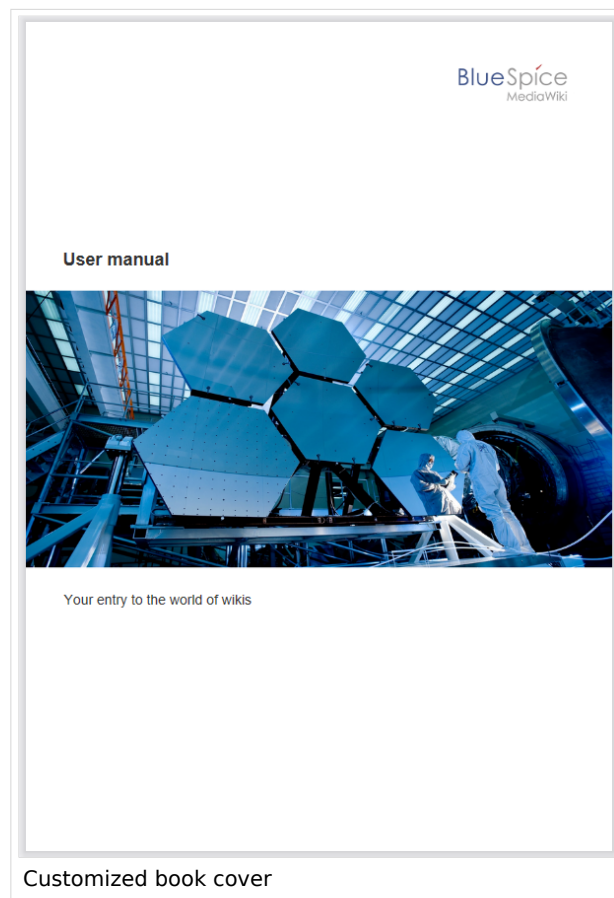 BlueSpice
MediaWiki
User manual
Your entry to the world of wikis
Customized book cover